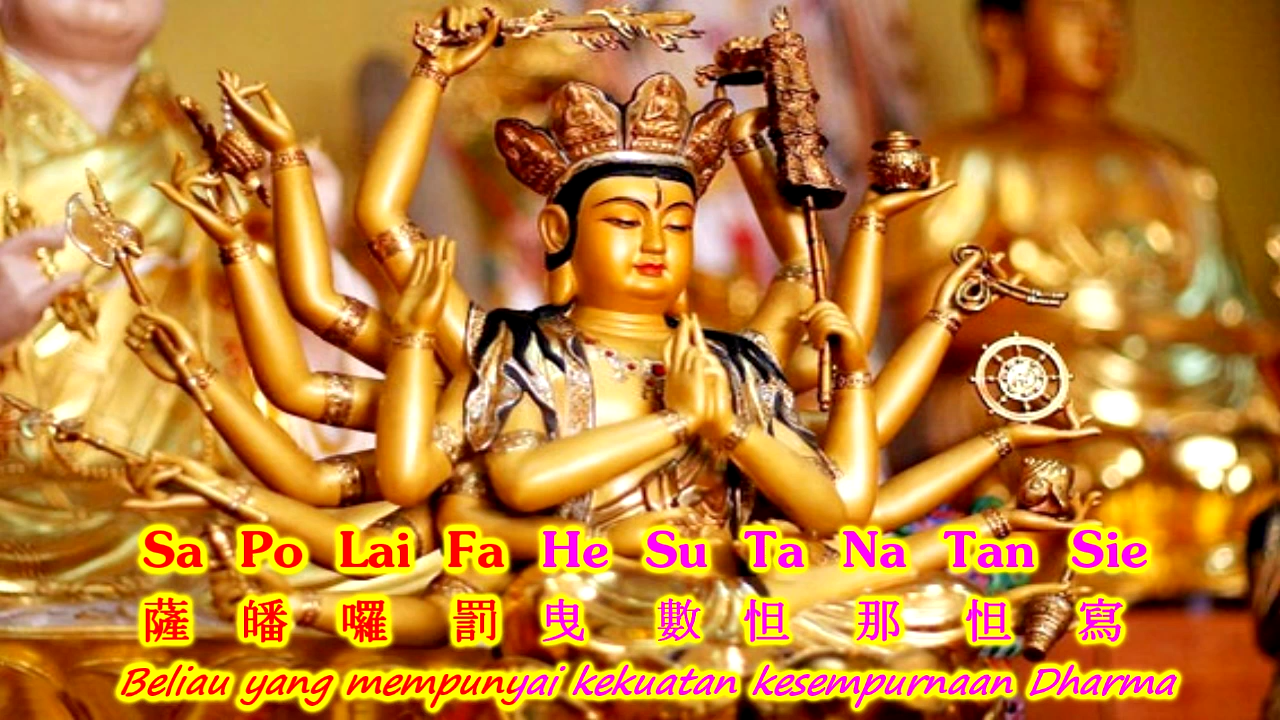 Sa Po Lai Fa He Su Ta Na Tan Sie
薩 皤 囉 罰 曳 數 怛 那 怛 寫
Beliau yang mempunyai kekuatan kesempurnaan Dharma